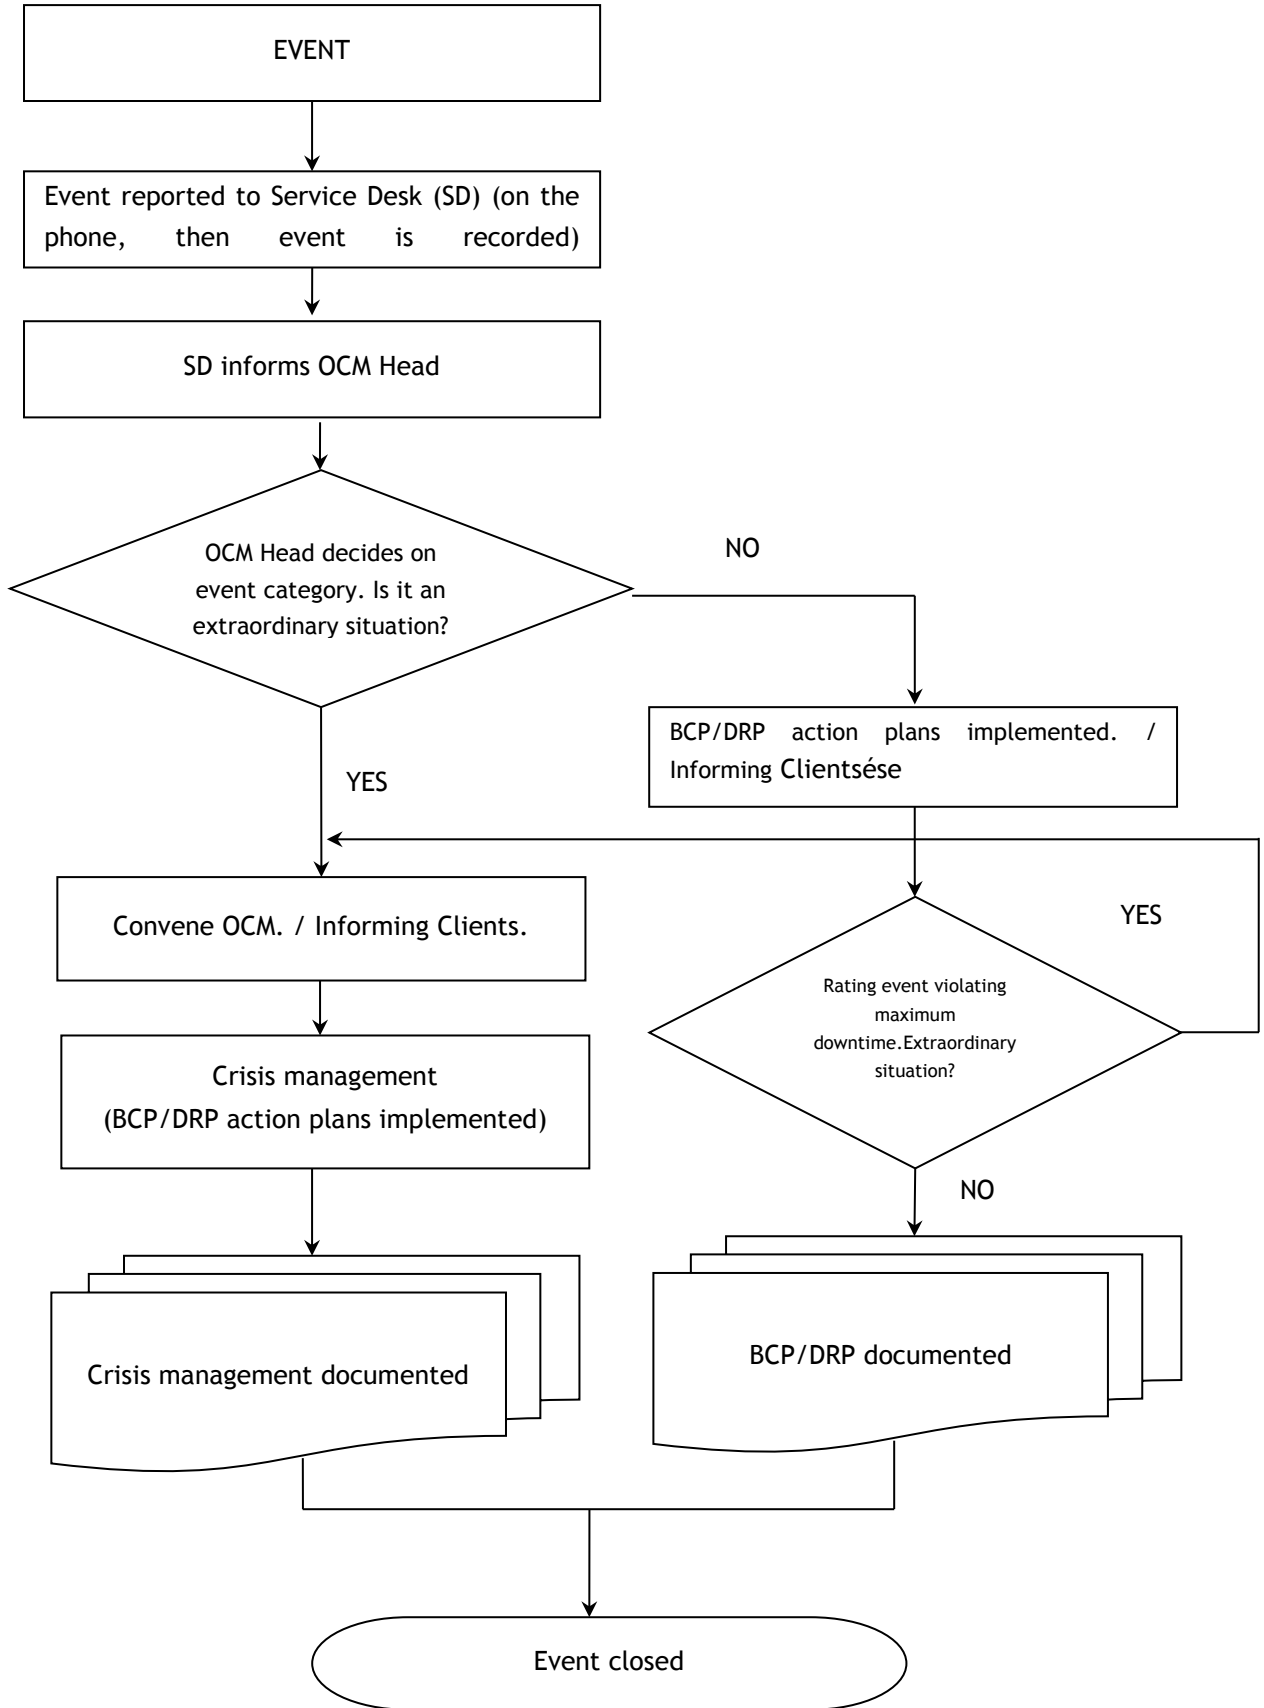 EVENT
Event reported to Service Desk (SD) (on the
phone, then event is recorded)
SD informs OCM Head
OCM Head decides on
event category. Is it an
extraordinary situation?
NO
BCP/DRP action plans implemented. /
Informing Clientsése
YES
Convene OCM. / Informing Clients.
YES
Rating event violating
maximum
downtime.Extraordinary
situation?
Crisis management
(BCP/DRP action plans implemented)
NO
Crisis management documented
BCP/DRP documented
Event closed